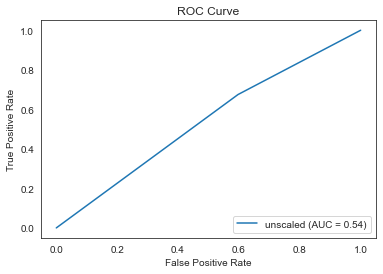 ROC Curve
1.0
0.8
0.6
0.4
0.2
0.0
True Positive Rate
unscaled (AUC = 0.54)
0.0 0.2 0.4 0.6 0.8 1.0
False Positive Rate